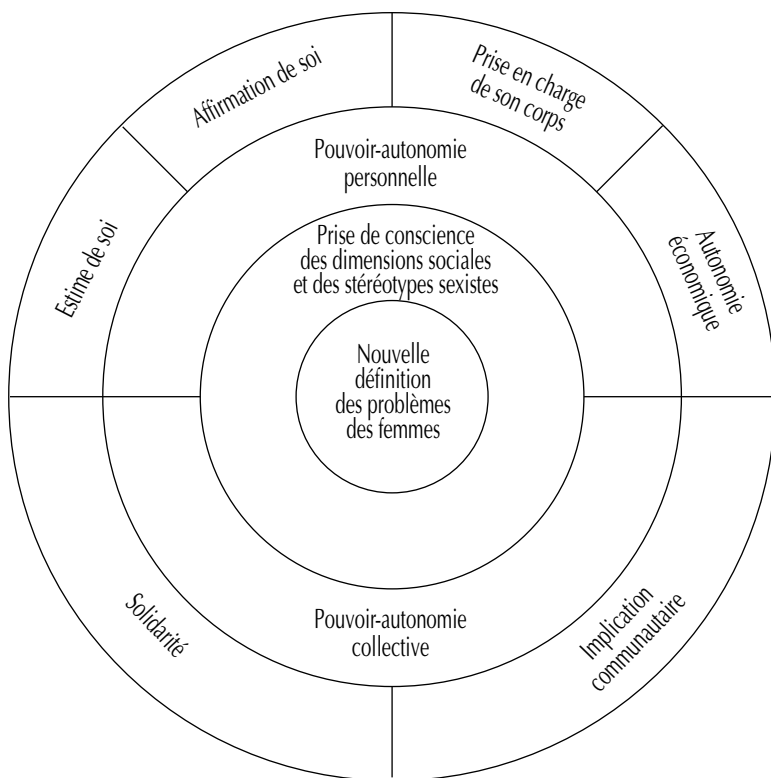 Affirmation de soi
Prise en charge
de son corps
Estime de soi
Autonomie
économique
Pouvoir-autonomie
personnelle
Prise de conscience
des dimensions sociales
et des stéréotypes sexistes
Nouvelle
définition
des problèmes
des femmes
Pouvoir-autonomie
collective
Solidarité
Implication
communautaire